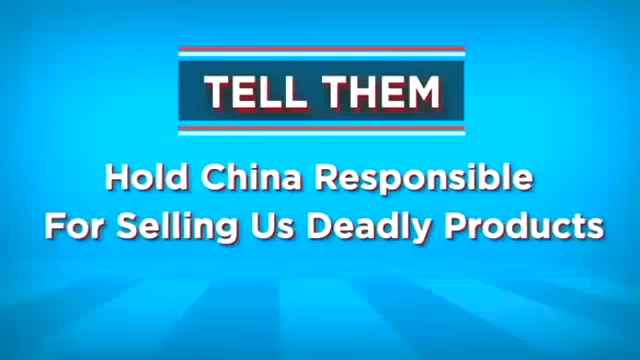 TELL THEM
Hold China Responsible
For Selling Us Deadly Products